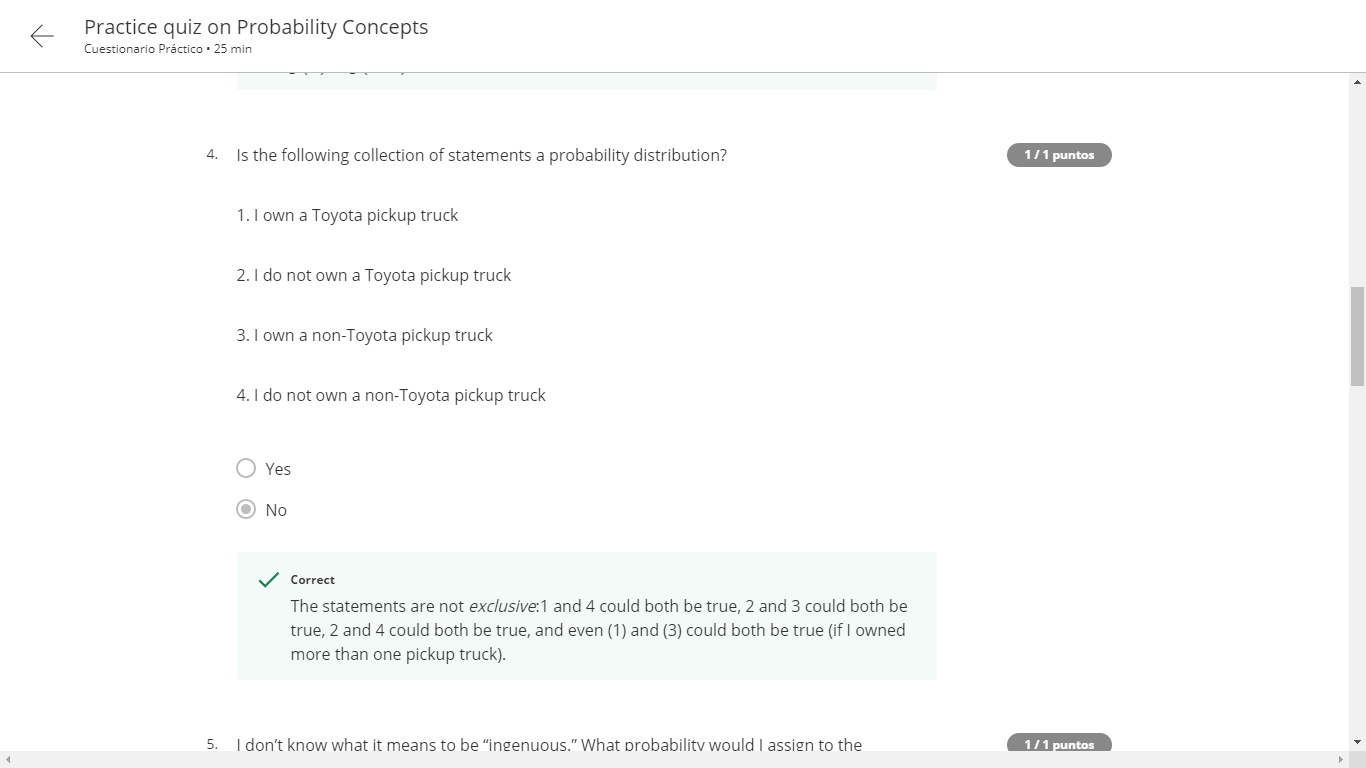 Practice quiz on Probability Concepts
Cuestionario Práctico • 25 min
4. Is the following collection of statements a probability distribution?
1 / 1 puntos
1. I own a Toyota pickup truck
2. I do not own a Toyota pickup truck
3. I own a non-Toyota pickup truck
4. I do not own a non-Toyota pickup truck
Yes
No
Correct
The statements are not exclusive:1 and 4 could both be true, 2 and 3 could both be
true, 2 and 4 could both be true, and even (1) and (3) could both be true (if I owned
more than one pickup truck).
5. I don't know what it means to be “ingenuous.” What probability would I assign to the
1 / 1 puntos